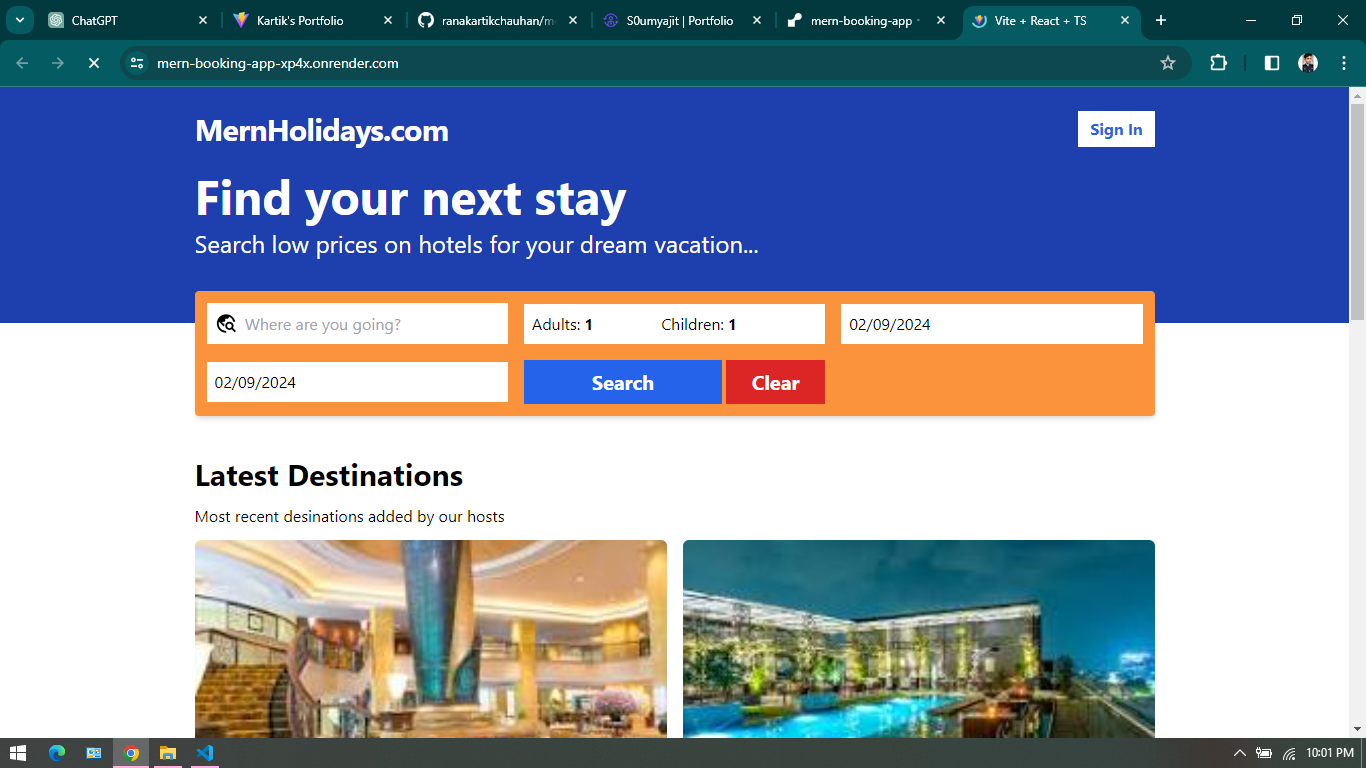 ChatGPT
Kartik's Portfolio
ranakartikchauhan/me
S0umyajit | Portfolio
mern-booking-app
Vite + React + TS
mern-booking-app-xp4x.onrender.com
MernHolidays.com
Sign In
Find your next stay
Search low prices on hotels for your dream vacation...
Where are you going?
Adults: 1
Children: 1
02/09/2024
02/09/2024
Search
Clear
Latest Destinations
Most recent desinations added by our hosts
10:01 PM